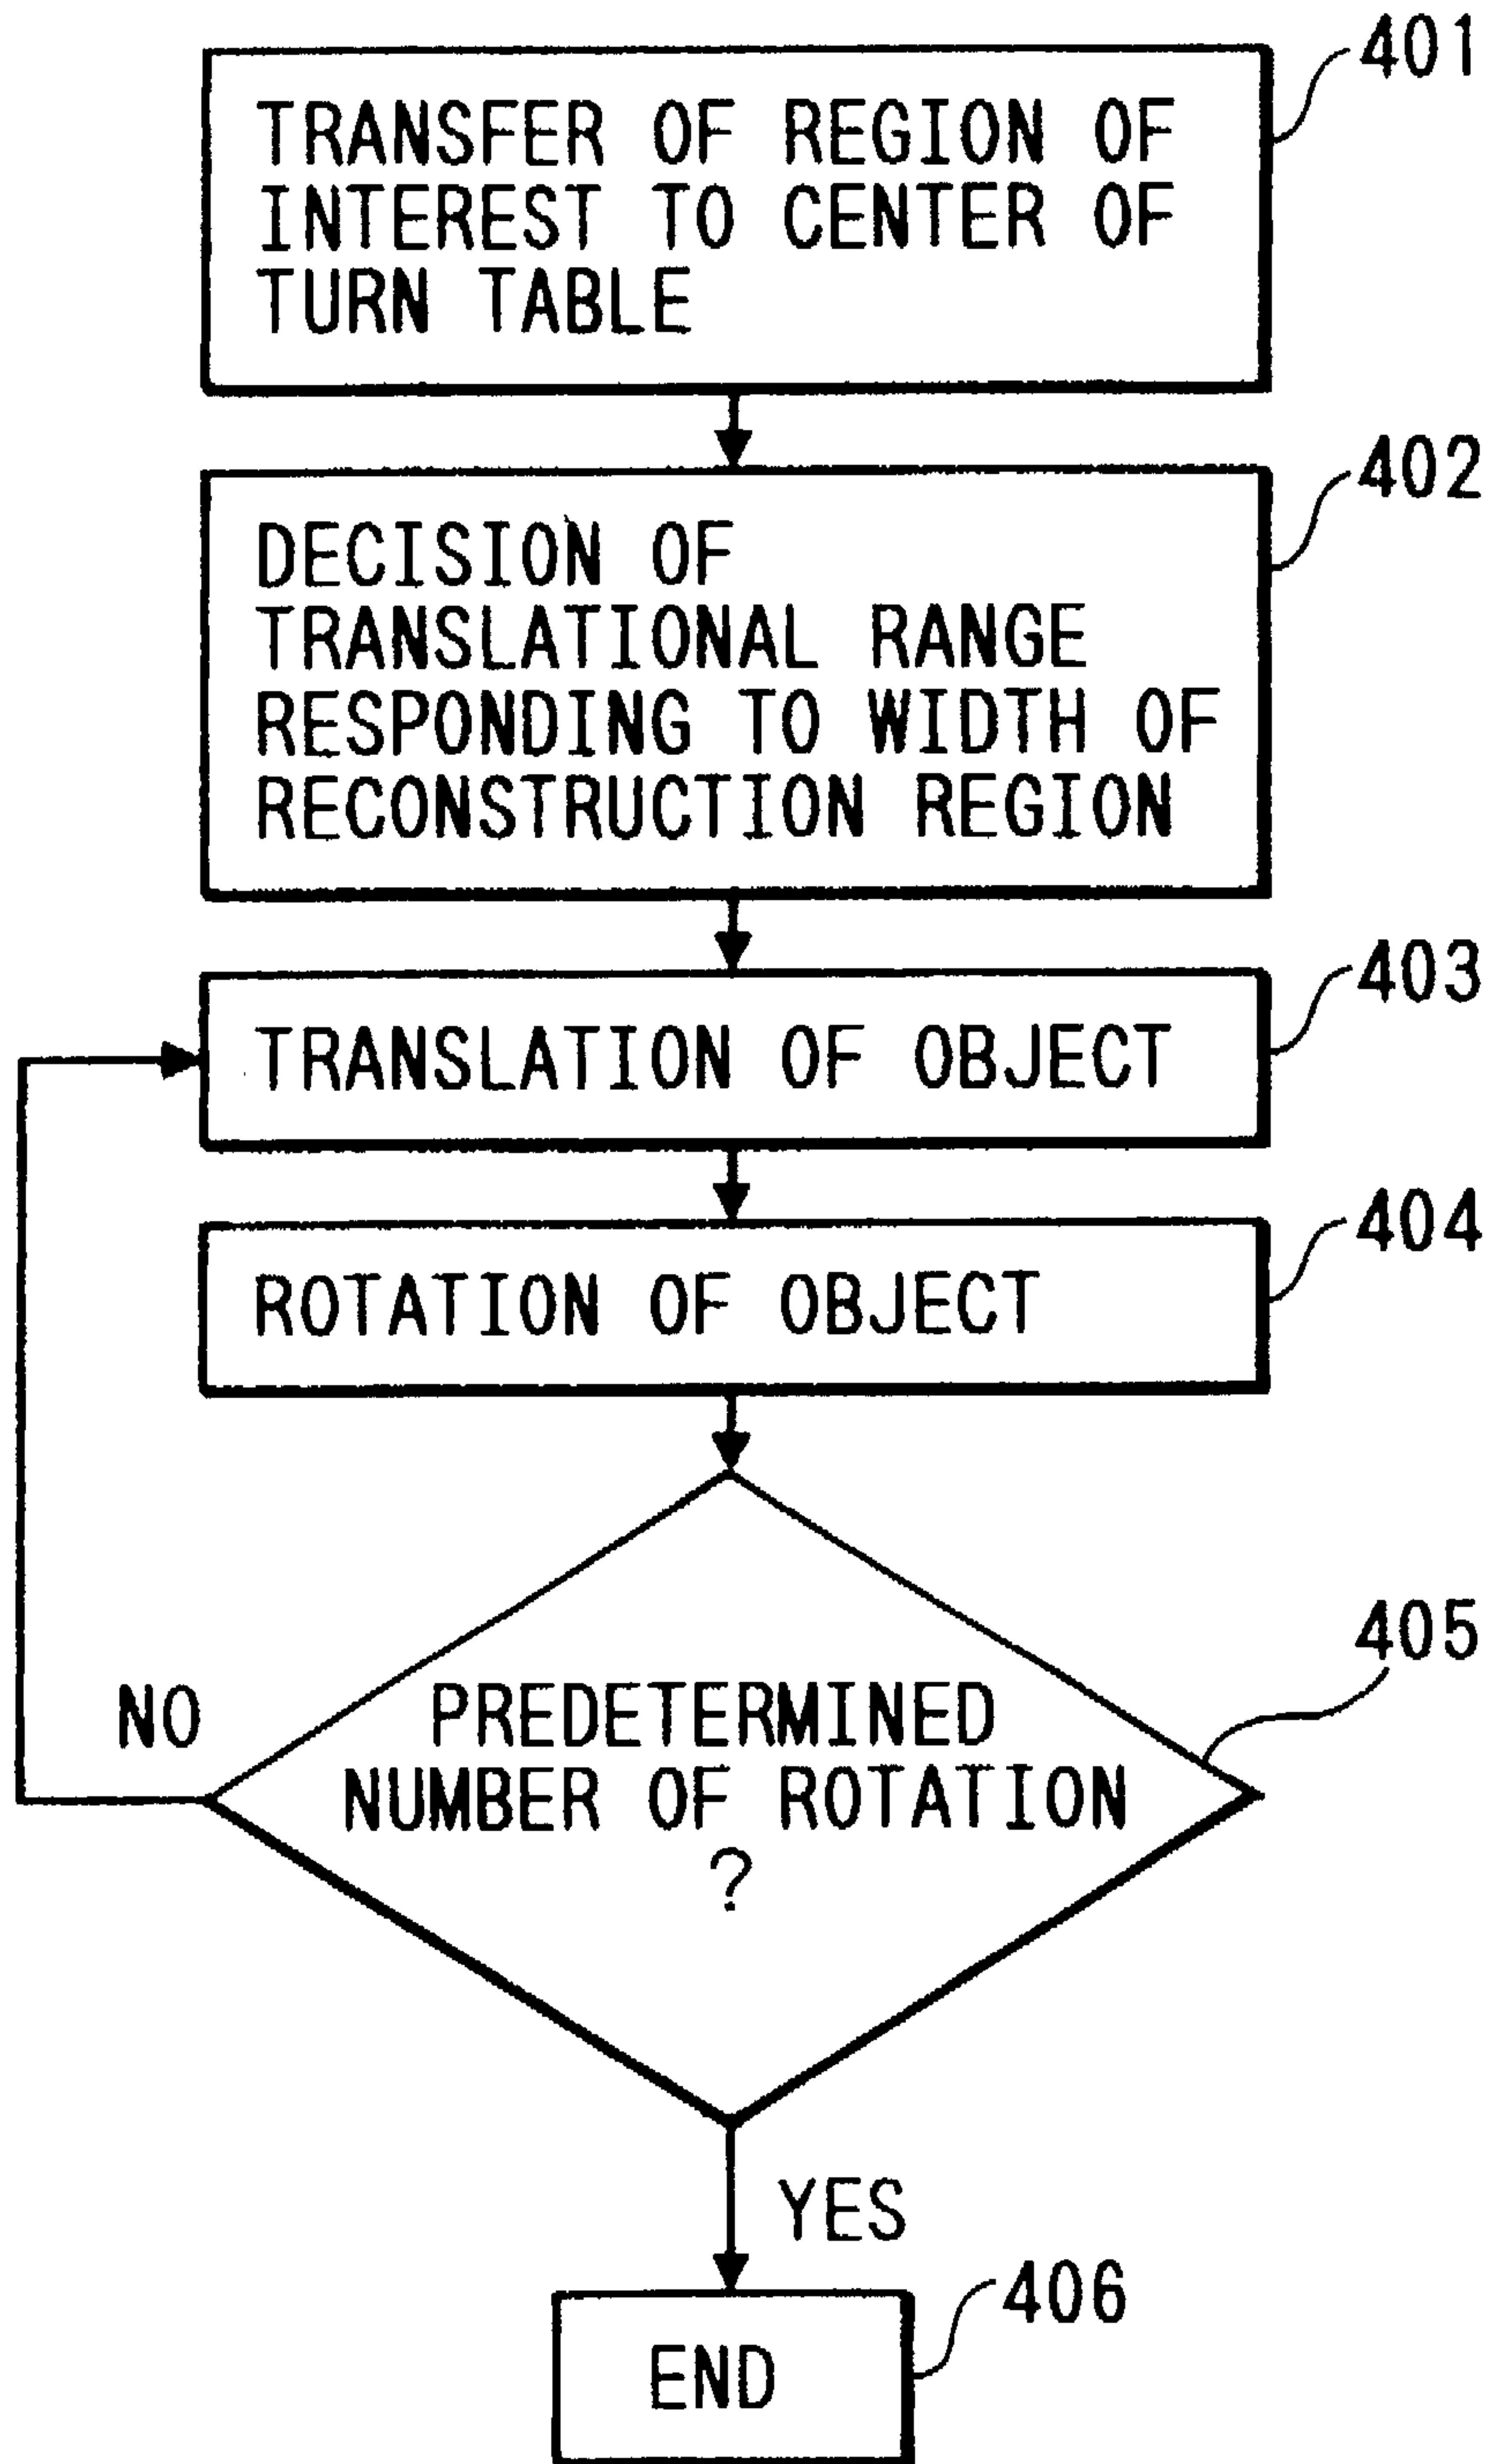 401
TRANSFER OF REGION OF
INTEREST TO CENTER OF
TURN TABLE
402
DECISION OF
TRANSLATIONAL RANGE
RESPONDING TO WIDTH OF
RECONSTRUCTION REGION
403
TRANSLATION OF OBJECT
404
ROTATION OF OBJECT
405
NO
PREDETERMINED
NUMBER OF ROTATION
?
YES
406
END